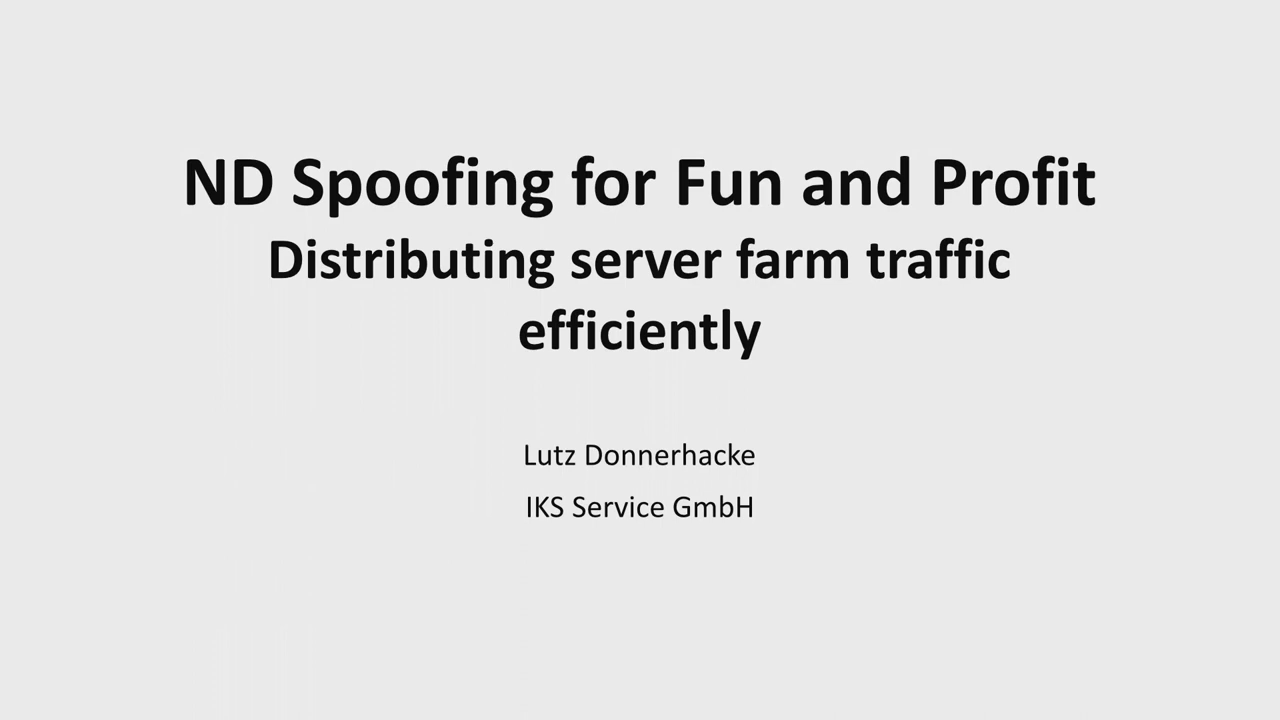 ND Spoofing for Fun and Profit
Distributing server farm traffic
efficiently
Lutz Donnerhacke
IKS Service GmbH